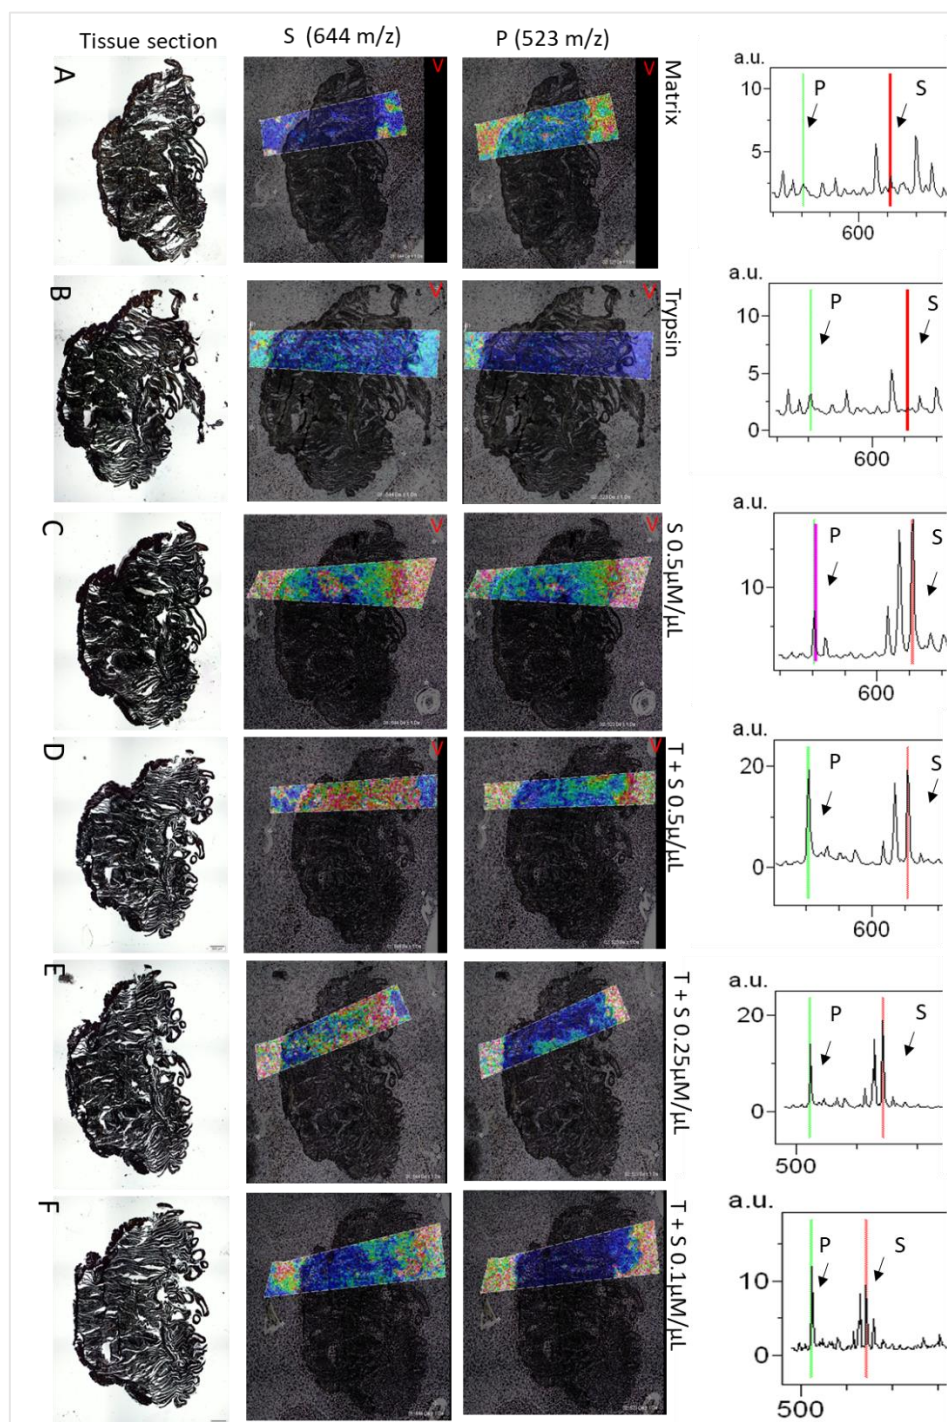 Tissue section
S (644 m/z)
P (523 m/z)
A
V
V
Matrix
a.u.
10
5
P
S
600
B
V
V
Trypsin
a.u.
10
5
0
P
S
600
C
V
V
S 0.5µM/µL
a.u.
10
P
S
600
D
V
V
T + S 0.5µ/µL
a.u.
20
0
P
S
600
E
T + S 0.25µM/µL
a.u.
20
0
P
S
500
F
T + S 0.1µM/µL
a.u.
10
0
P
S
500